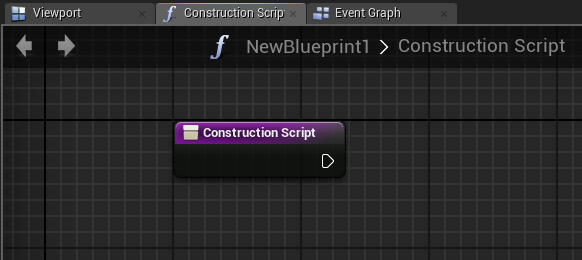 Viewport
Construction Scrip
Event Graph
NewBlueprint1 > Construction Script
Construction Script